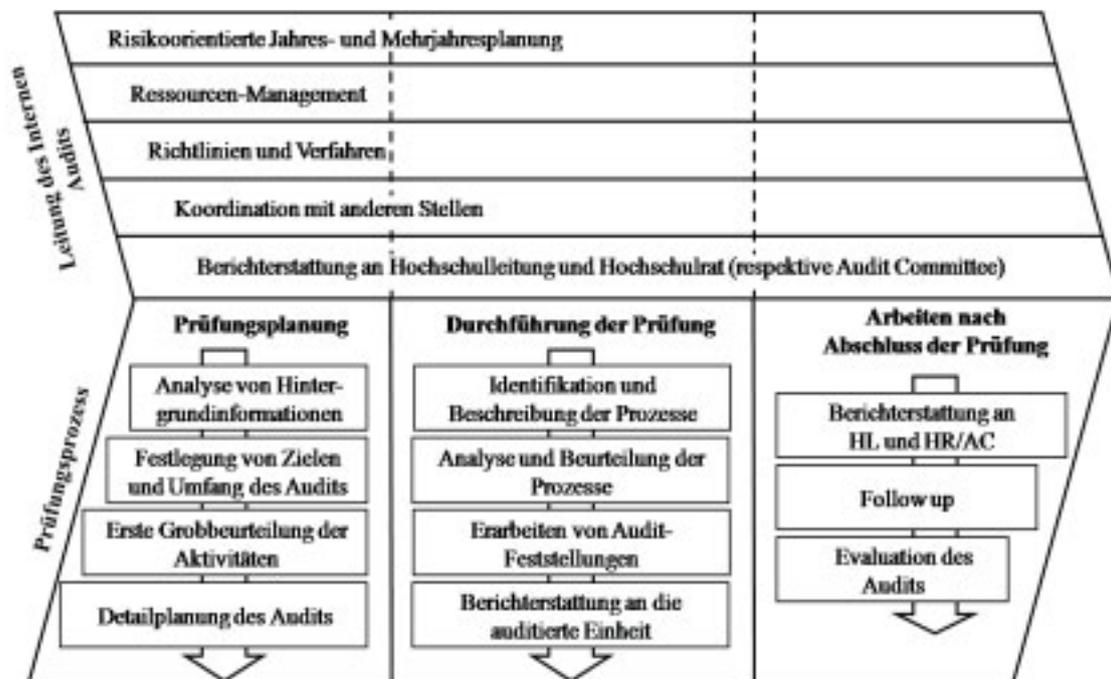 Leitung des Internen
Audits
Risikoorientierte Jahres- und Mehrjahresplanung
Ressourcen-Management
Richtlinien und Verfahren
Koordination mit anderen Stellen
Berichterstattung an Hochschulleitung und Hochschulrat (respektive Audit Committee)
Prüfungsprozess
Prüfungsplanung
Analyse von Hinter-
grundinformationen
Festlegung von Zielen
und Umfang des Audits
Erste Grobbeurteilung der
Aktivitäten
Detailplanung des Audits
Durchführung der Prüfung
Identifikation und
Beschreibung der Prozesse
Analyse und Beurteilung der
Prozesse
Erarbeiten von Audit-
Feststellungen
Berichterstattung an die
auditierte Einheit
Arbeiten nach
Abschluss der Prüfung
Berichterstattung an
HL und HR/AC
Follow up
Evaluation des
Audits